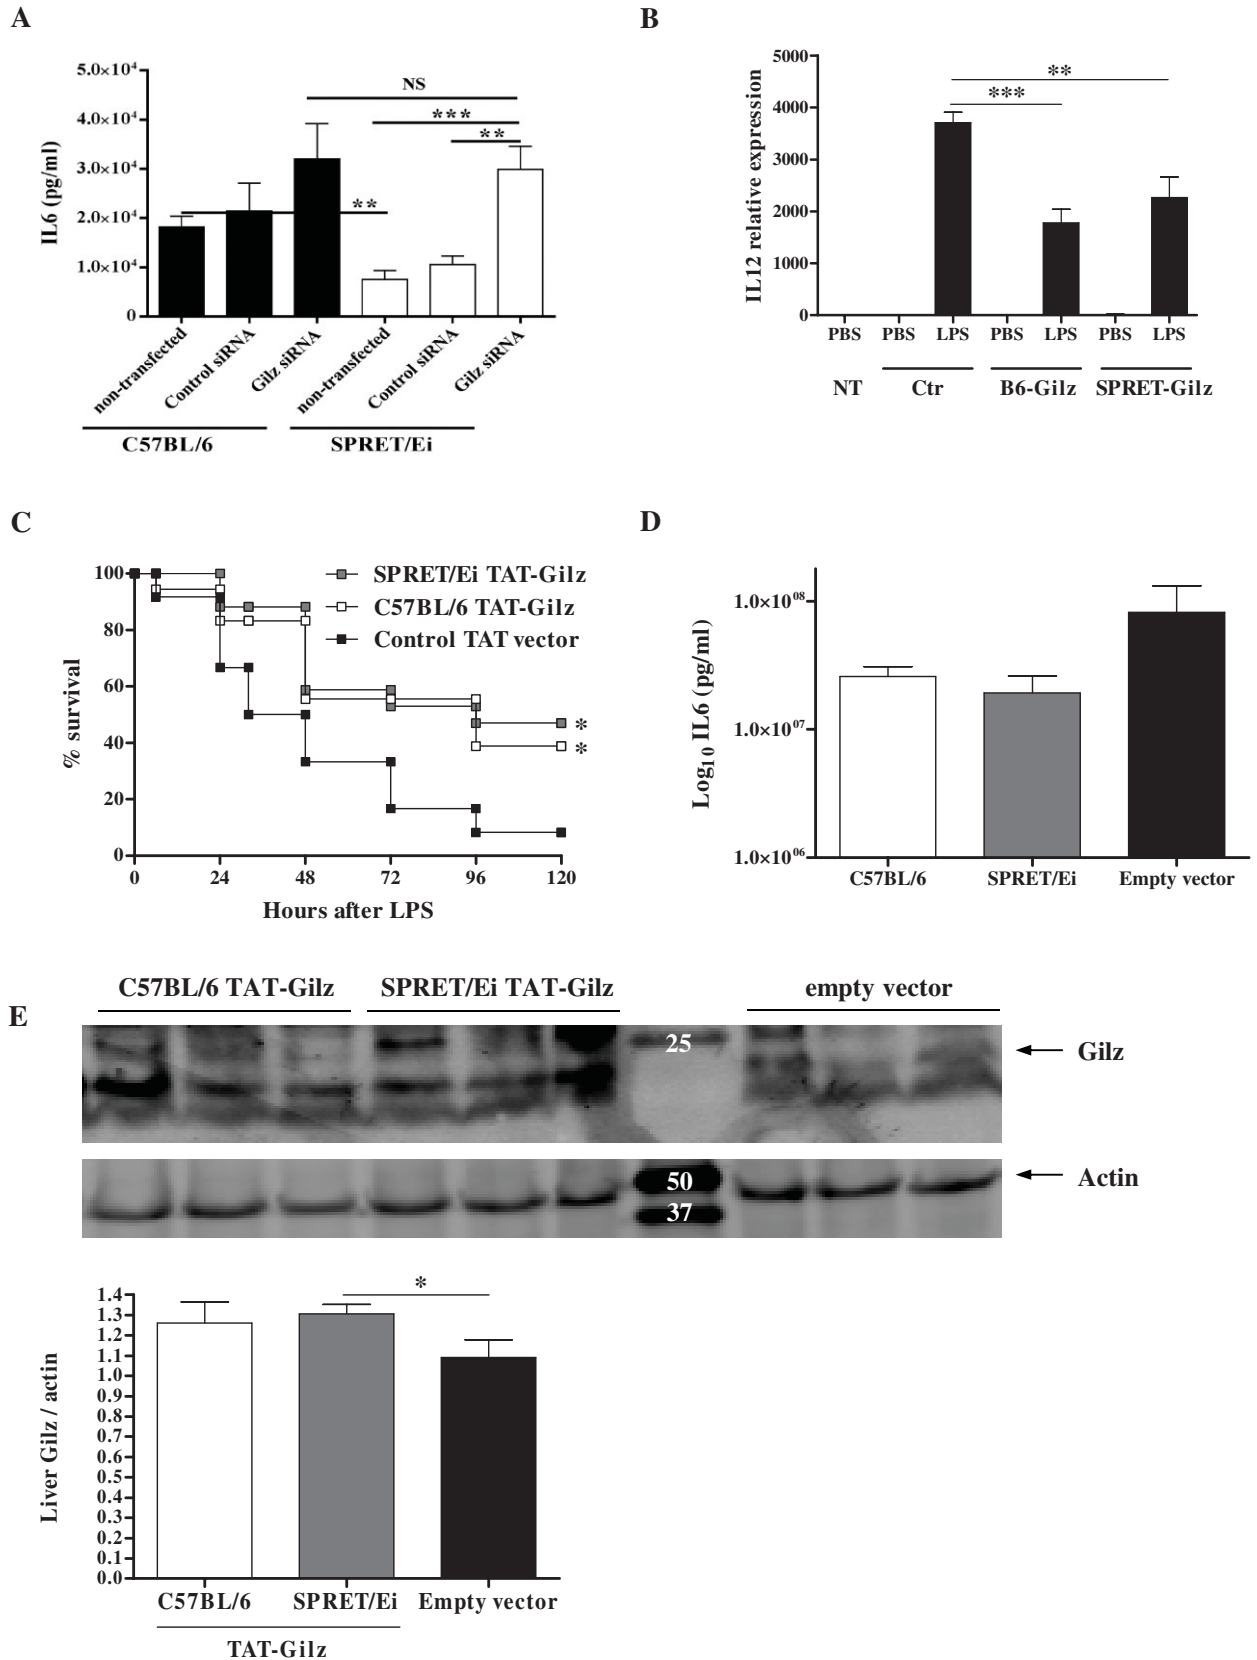 A
IL6 (pg/ml)
5.0×10⁴
4.0×10⁴
3.0×10⁴
2.0×10⁴
1.0×10⁴
0
NS
***
**
**
non-transfected
Control siRNA
Gilz siRNA
non-transfected
Control siRNA
Gilz siRNA
C57BL/6
SPRET/Ei
B
IL12 relative expression
5000
4000
3000
2000
1000
0
**
***
PBS PBS LPS PBS LPS PBS LPS
NT Ctr B6-Gilz SPRET-Gilz
C
% survival
100
80
60
40
20
0
SPRET/Ei TAT-Gilz
C57BL/6 TAT-Gilz
Control TAT vector
*
*
0 24 48 72 96 120
Hours after LPS
D
Log₁₀ IL6 (pg/ml)
1.0×10⁰⁸
1.0×10⁰⁷
1.0×10⁰⁶
C57BL/6 SPRET/Ei Empty vector
E
C57BL/6 TAT-Gilz SPRET/Ei TAT-Gilz empty vector
25
Gilz
50
37
Actin
Liver Gilz / actin
1.4
1.3
1.2
1.1
1.0
0.9
0.8
0.7
0.6
0.5
0.4
0.3
0.2
0.1
0.0
*
C57BL/6 SPRET/Ei Empty vector
TAT-Gilz